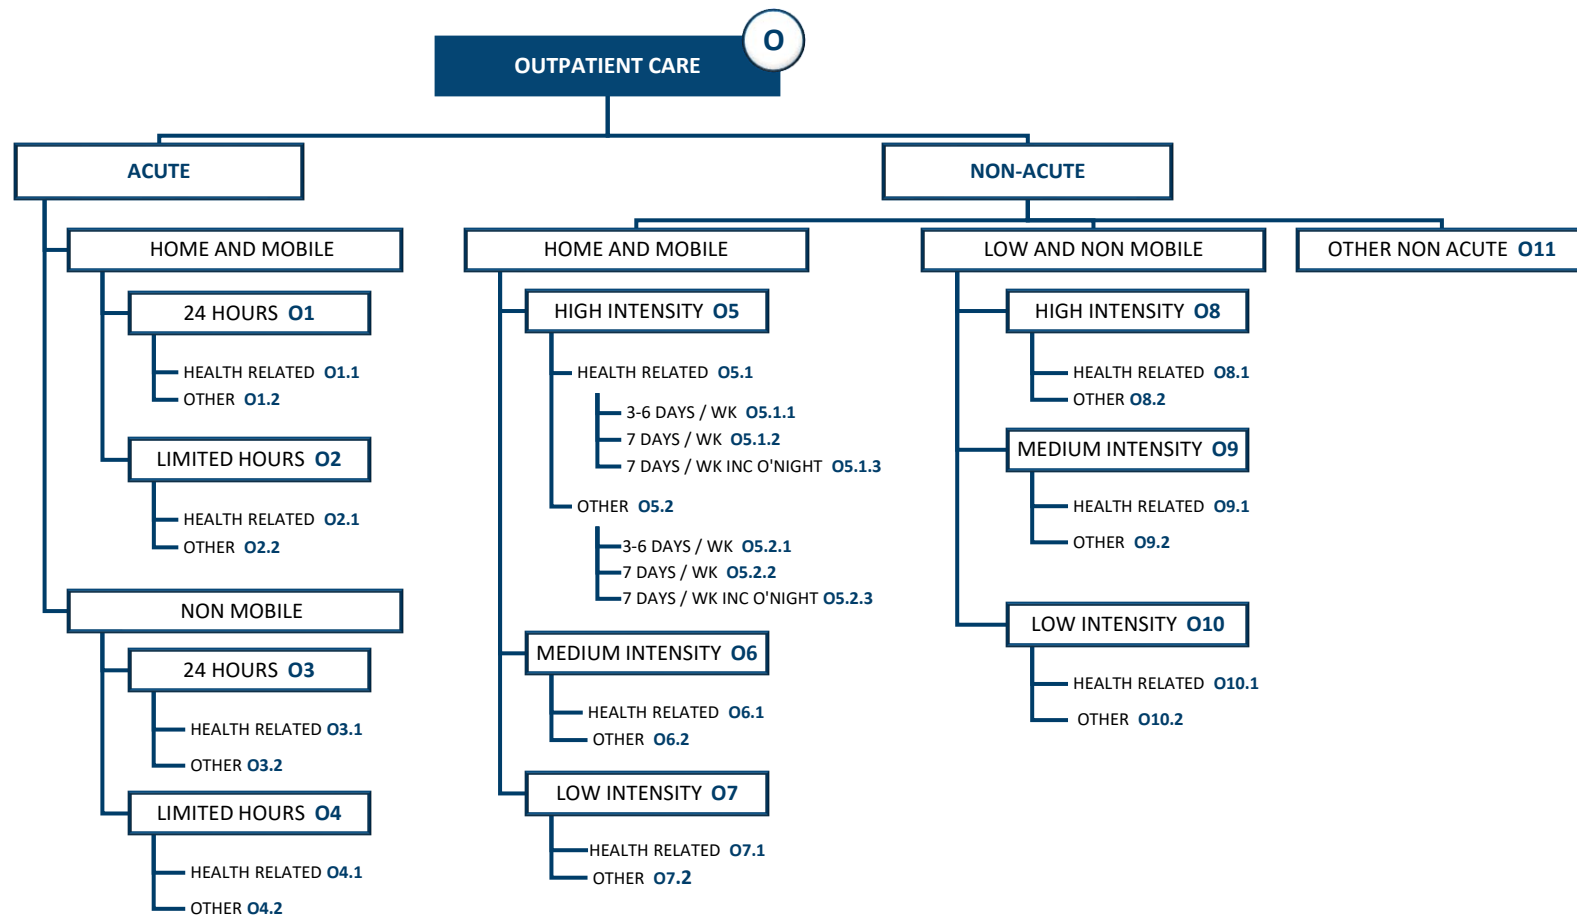 O
OUTPATIENT CARE
ACUTE
HOME AND MOBILE
24 HOURS O1
HEALTH RELATED O1.1
OTHER O1.2
LIMITED HOURS O2
HEALTH RELATED O2.1
OTHER O2.2
NON MOBILE
24 HOURS O3
HEALTH RELATED O3.1
OTHER O3.2
LIMITED HOURS O4
HEALTH RELATED O4.1
OTHER O4.2
NON-ACUTE
HOME AND MOBILE
HIGH INTENSITY O5
HEALTH RELATED O5.1
3-6 DAYS / WK O5.1.1
7 DAYS / WK O5.1.2
7 DAYS / WK INC O'NIGHT O5.1.3
OTHER O5.2
3-6 DAYS / WK O5.2.1
7 DAYS / WK O5.2.2
7 DAYS / WK INC O'NIGHT O5.2.3
MEDIUM INTENSITY O6
HEALTH RELATED O6.1
OTHER O6.2
LOW INTENSITY O7
HEALTH RELATED O7.1
OTHER O7.2
LOW AND NON MOBILE
HIGH INTENSITY O8
HEALTH RELATED O8.1
OTHER O8.2
MEDIUM INTENSITY O9
HEALTH RELATED O9.1
OTHER O9.2
LOW INTENSITY O10
HEALTH RELATED O10.1
OTHER O10.2
OTHER NON ACUTE O11